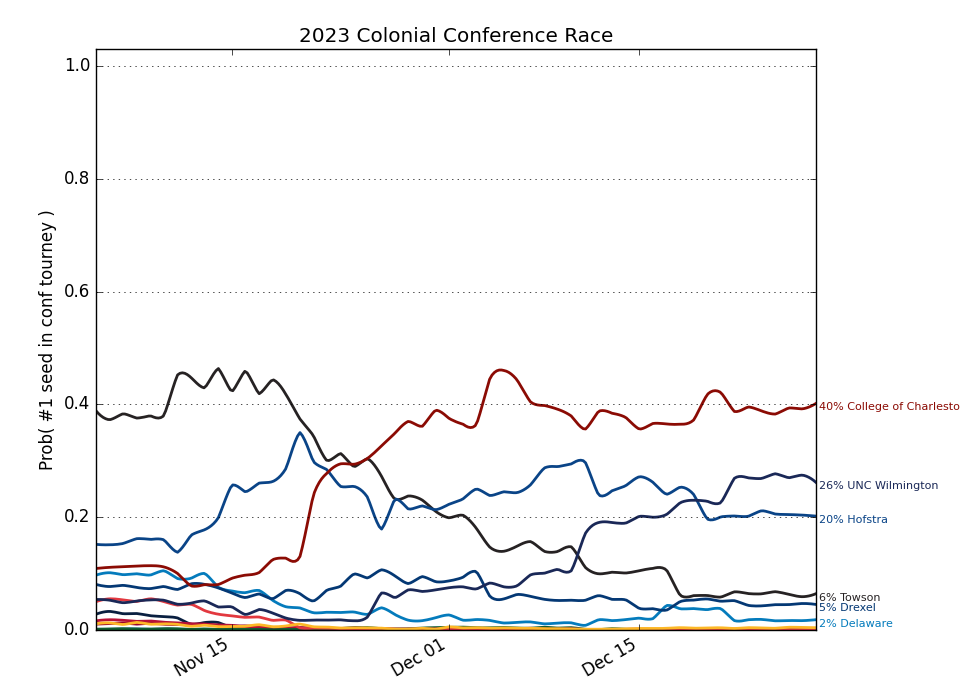 2023 Colonial Conference Race
Prob( #1 seed in conf tourney )
1.0
0.8
0.6
0.4
0.2
0.0
Nov 15
Dec 01
Dec 15
40% College of Charlesto
26% UNC Wilmington
20% Hofstra
6% Towson
5% Drexel
2% Delaware